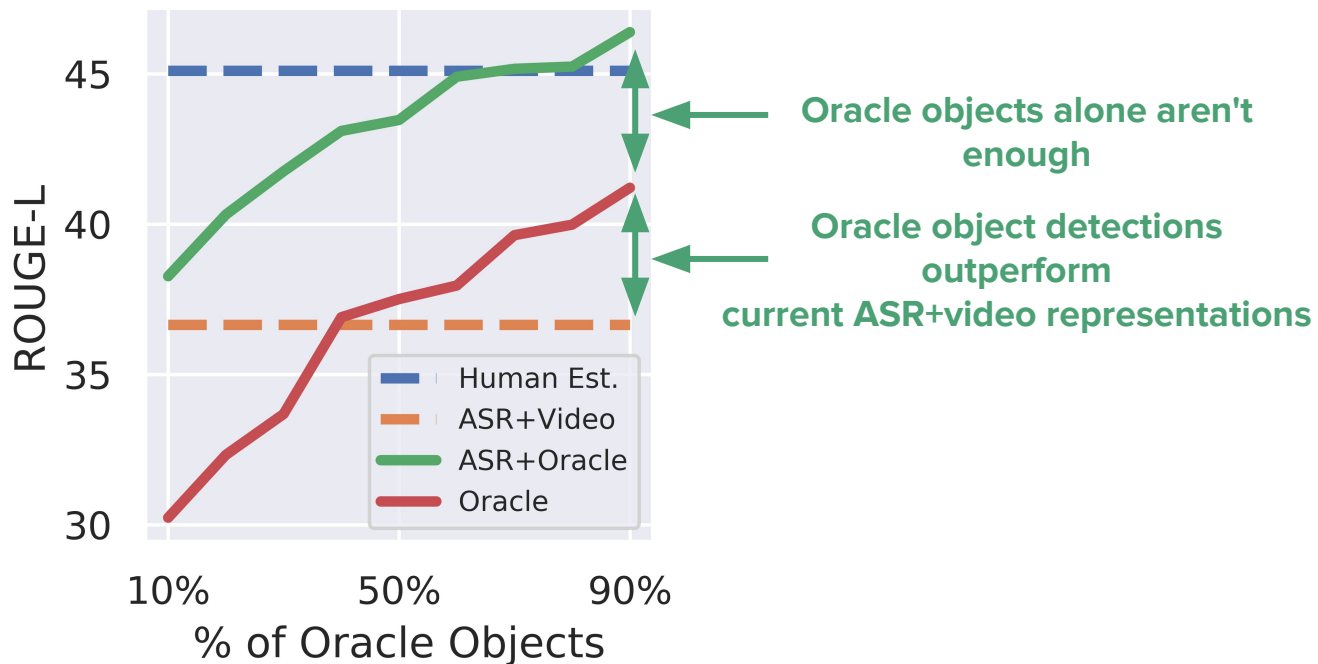 45
40
35
30
ROUGE-L
Human Est.
ASR+Video
ASR+Oracle
Oracle
10%
50%
90%
% of Oracle Objects
Oracle objects alone aren't
enough
Oracle object detections
outperform
current ASR+video representations